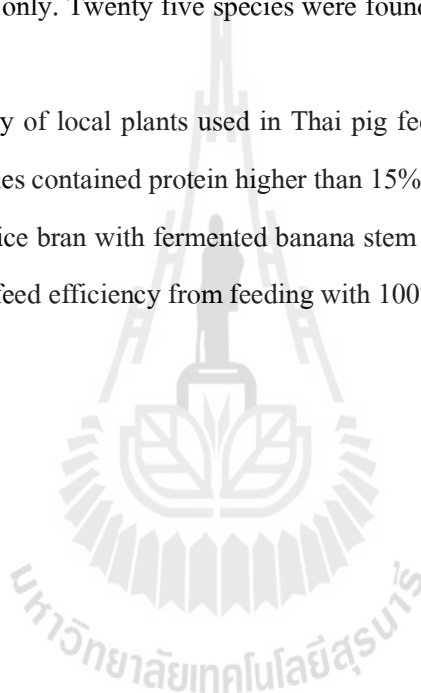 only. Twenty five species were found
y of local plants used in Thai pig fee
es contained protein higher than 15%
ice bran with fermented banana stem
feed efficiency from feeding with 100
มหาวิทยาลัยเทคโนโลยีสุรนารี